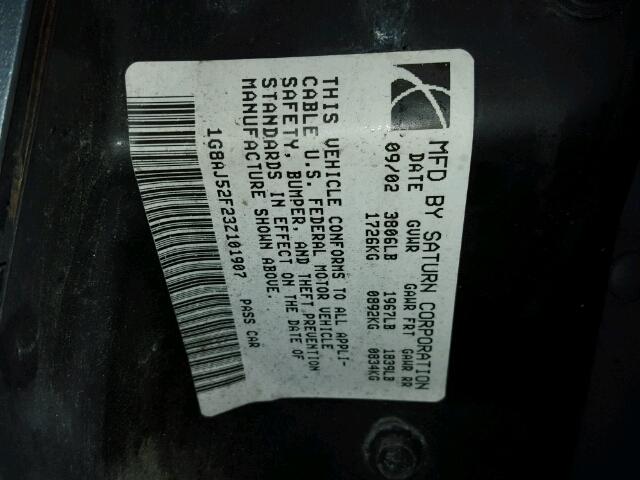 MFD BY SATURN CORPORATION
DATE GVWR GAWR FRT GAWR RR
09/02 3806LB 1967LB 1839LB
1726KG 0892KG 0834KG
THIS VEHICLE CONFORMS TO ALL APPLI-
CABLE U.S. FEDERAL MOTOR VEHICLE
SAFETY, BUMPER, AND THEFT PREVENTION
STANDARDS IN EFFECT ON THE DATE OF
MANUFACTURE SHOWN ABOVE.
1G8AJ52F23Z101907 PASS CAR